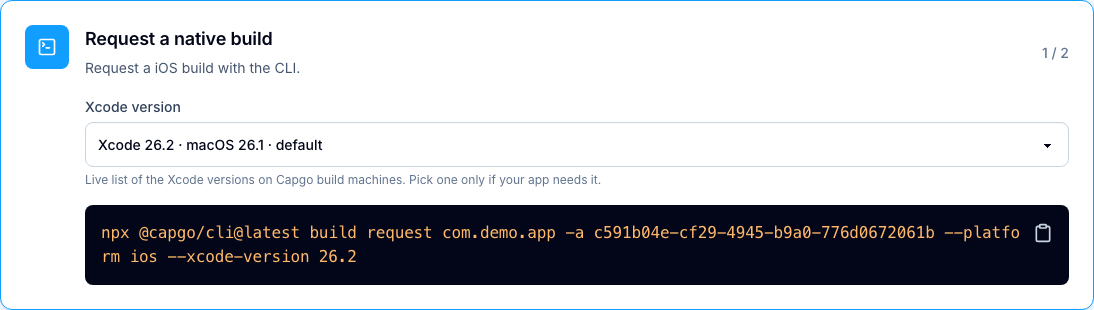 Request a native build
Request a iOS build with the CLI.
1 / 2
Xcode version
Xcode 26.2 · macOS 26.1 · default
Live list of the Xcode versions on Capgo build machines. Pick one only if your app needs it.
npx @capgo/cli@latest build request com.demo.app -a c591b04e-cf29-4945-b9a0-776d0672061b --platfo
rm ios --xcode-version 26.2